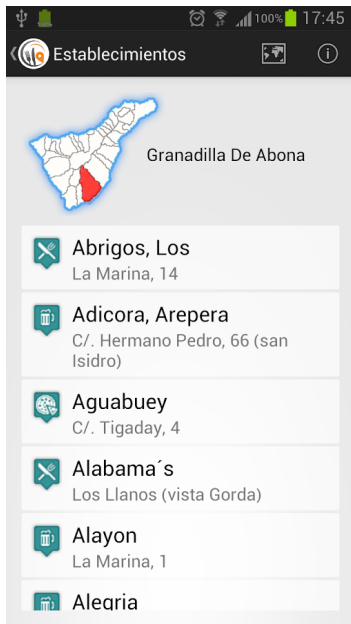 100% 17:45
Establecimientos
Granadilla De Abona
Abrigos, Los
La Marina, 14
Adicora, Arepera
C/. Hermano Pedro, 66 (san
Isidro)
Aguabuey
C/. Tigaday, 4
Alabama´s
Los Llanos (vista Gorda)
Alayon
La Marina, 1
Alegria